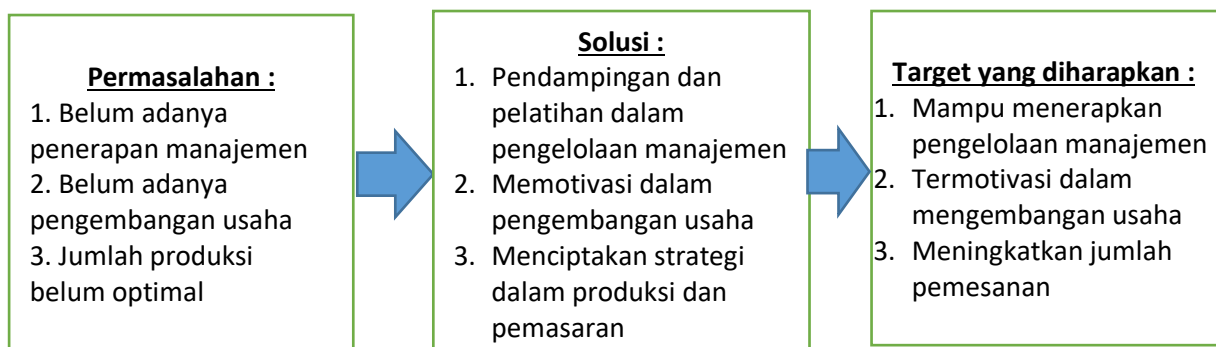 Permasalahan :
1. Belum adanya
penerapan manajemen
2. Belum adanya
pengembangan usaha
3. Jumlah produksi
belum optimal
Solusi :
1. Pendampingan dan
pelatihan dalam
pengelolaan manajemen
2. Memotivasi dalam
pengembangan usaha
3. Menciptakan strategi
dalam produksi dan
pemasaran
Target yang diharapkan :
1. Mampu menerapkan
pengelolaan manajemen
2. Termotivasi dalam
mengembangan usaha
3. Meningkatkan jumlah
pemesanan